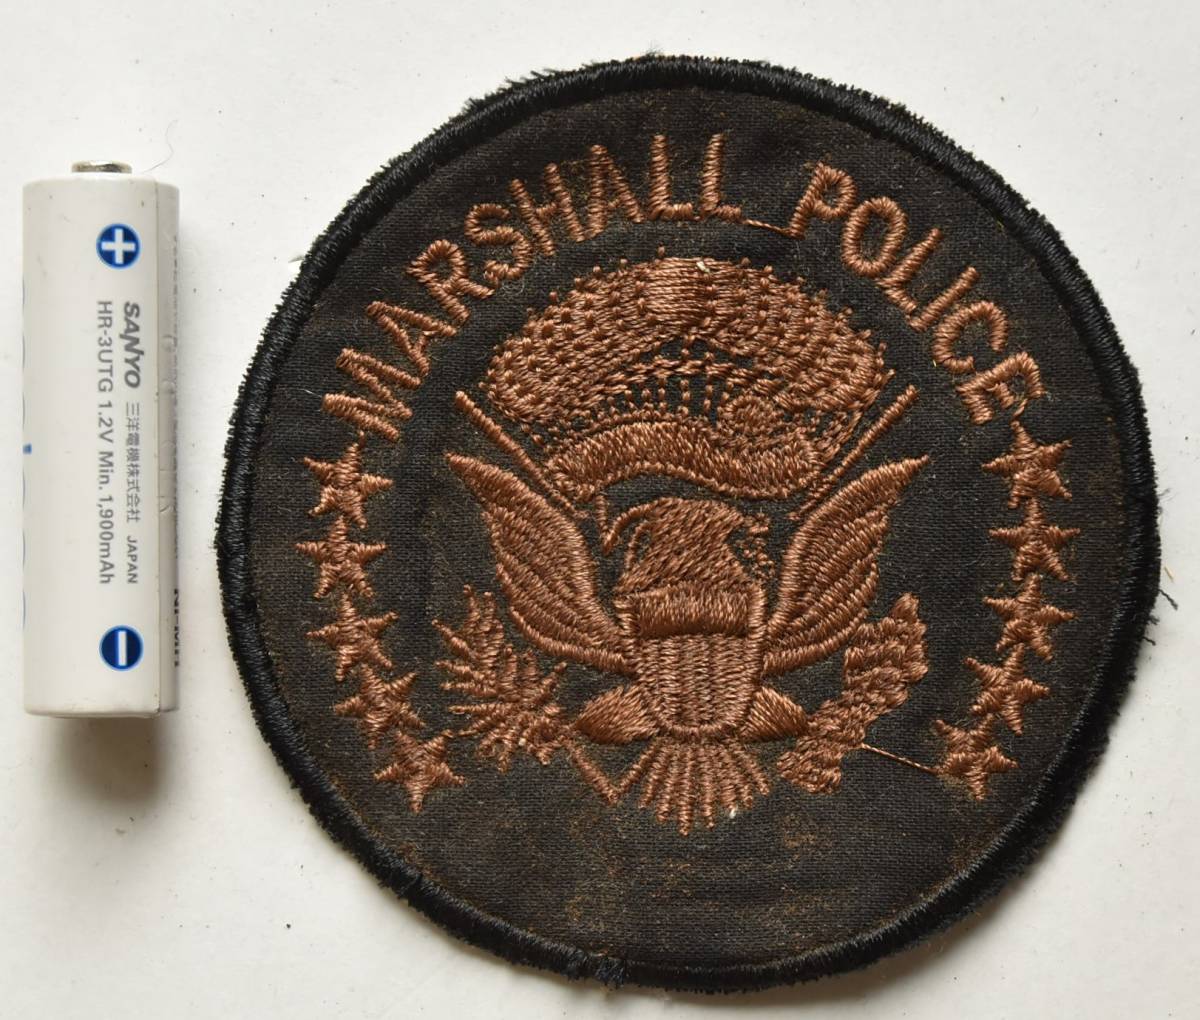 MARSHALL POLICE
+
SANYO 三洋電機株式会社 JAPAN
HR-3UTG 1.2V Min. 1,900mAh
−